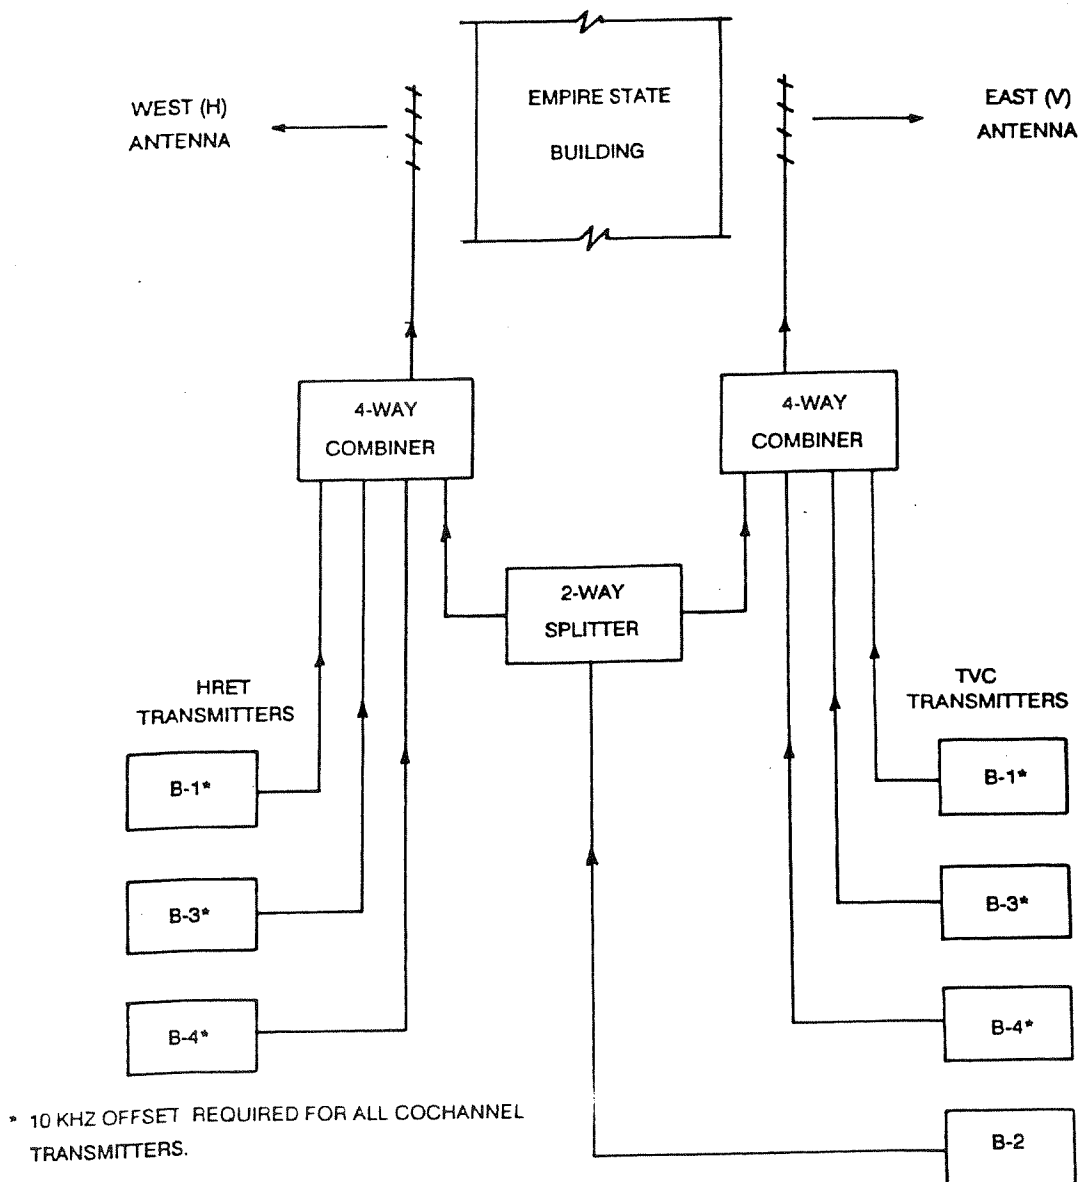 WEST (H)
ANTENNA
EMPIRE STATE
BUILDING
EAST (V)
ANTENNA
4-WAY
COMBINER
4-WAY
COMBINER
2-WAY
SPLITTER
HRET
TRANSMITTERS
TVC
TRANSMITTERS
B-1*
B-3*
B-4*
B-1*
B-3*
B-4*
B-2
* 10 KHZ OFFSET REQUIRED FOR ALL COCHANNEL
TRANSMITTERS.